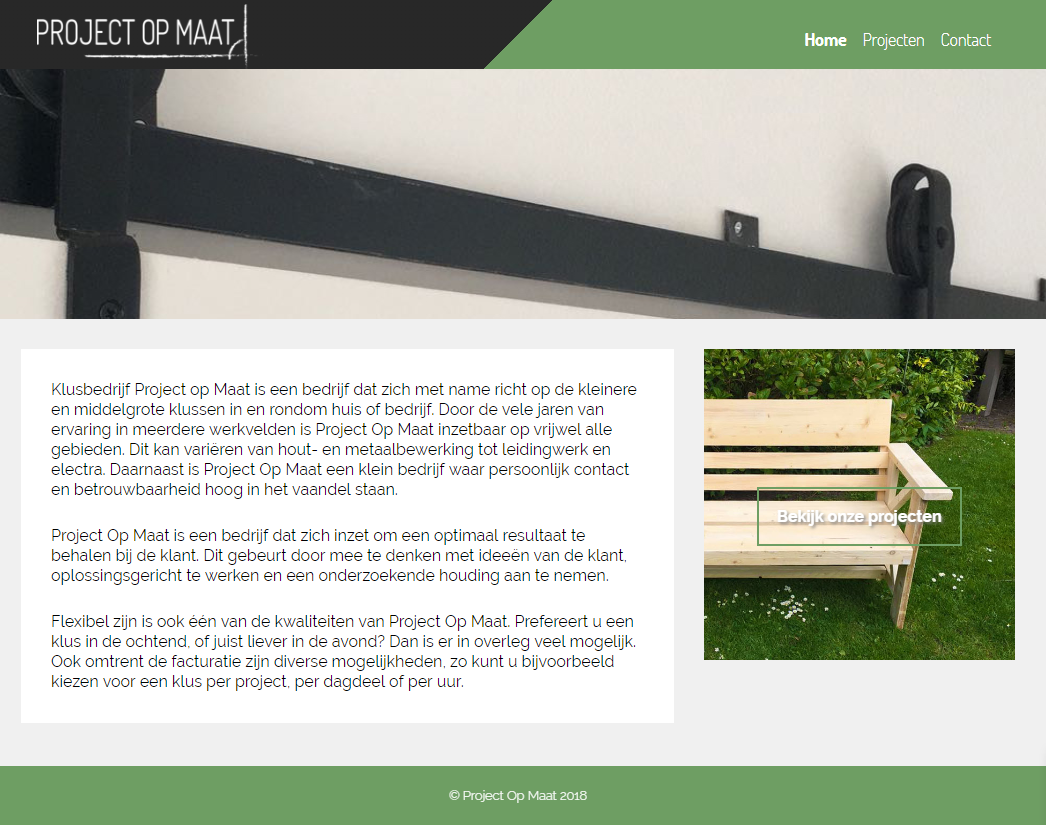 PROJECT OP MAAT
Home Projecten Contact
Klusbedrijf Project op Maat is een bedrijf dat zich met name richt op de kleinere
en middelgrote klussen in en rondom huis of bedrijf. Door de vele jaren van
ervaring in meerdere werkvelden is Project Op Maat inzetbaar op vrijwel alle
gebieden. Dit kan variëren van hout- en metaalbewerking tot leidingwerk en
electra. Daarnaast is Project Op Maat een klein bedrijf waar persoonlijk contact
en betrouwbaarheid hoog in het vaandel staan.
Project Op Maat is een bedrijf dat zich inzet om een optimaal resultaat te
behalen bij de klant. Dit gebeurt door mee te denken met ideeën van de klant,
oplossingsgericht te werken en een onderzoekende houding aan te nemen.
Flexibel zijn is ook één van de kwaliteiten van Project Op Maat. Prefereert u een
klus in de ochtend, of juist liever in de avond? Dan is er in overleg veel mogelijk.
Ook omtrent de facturatie zijn diverse mogelijkheden, zo kunt u bijvoorbeeld
kiezen voor een klus per project, per dagdeel of per uur.
Bekijk onze projecten
© Project Op Maat 2018